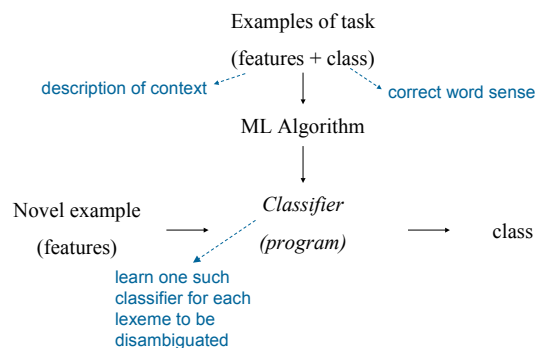 Examples of task
(features + class)
description of context
correct word sense
ML Algorithm
Novel example
(features)
Classifier
(program)
class
learn one such
classifier for each
lexeme to be
disambiguated